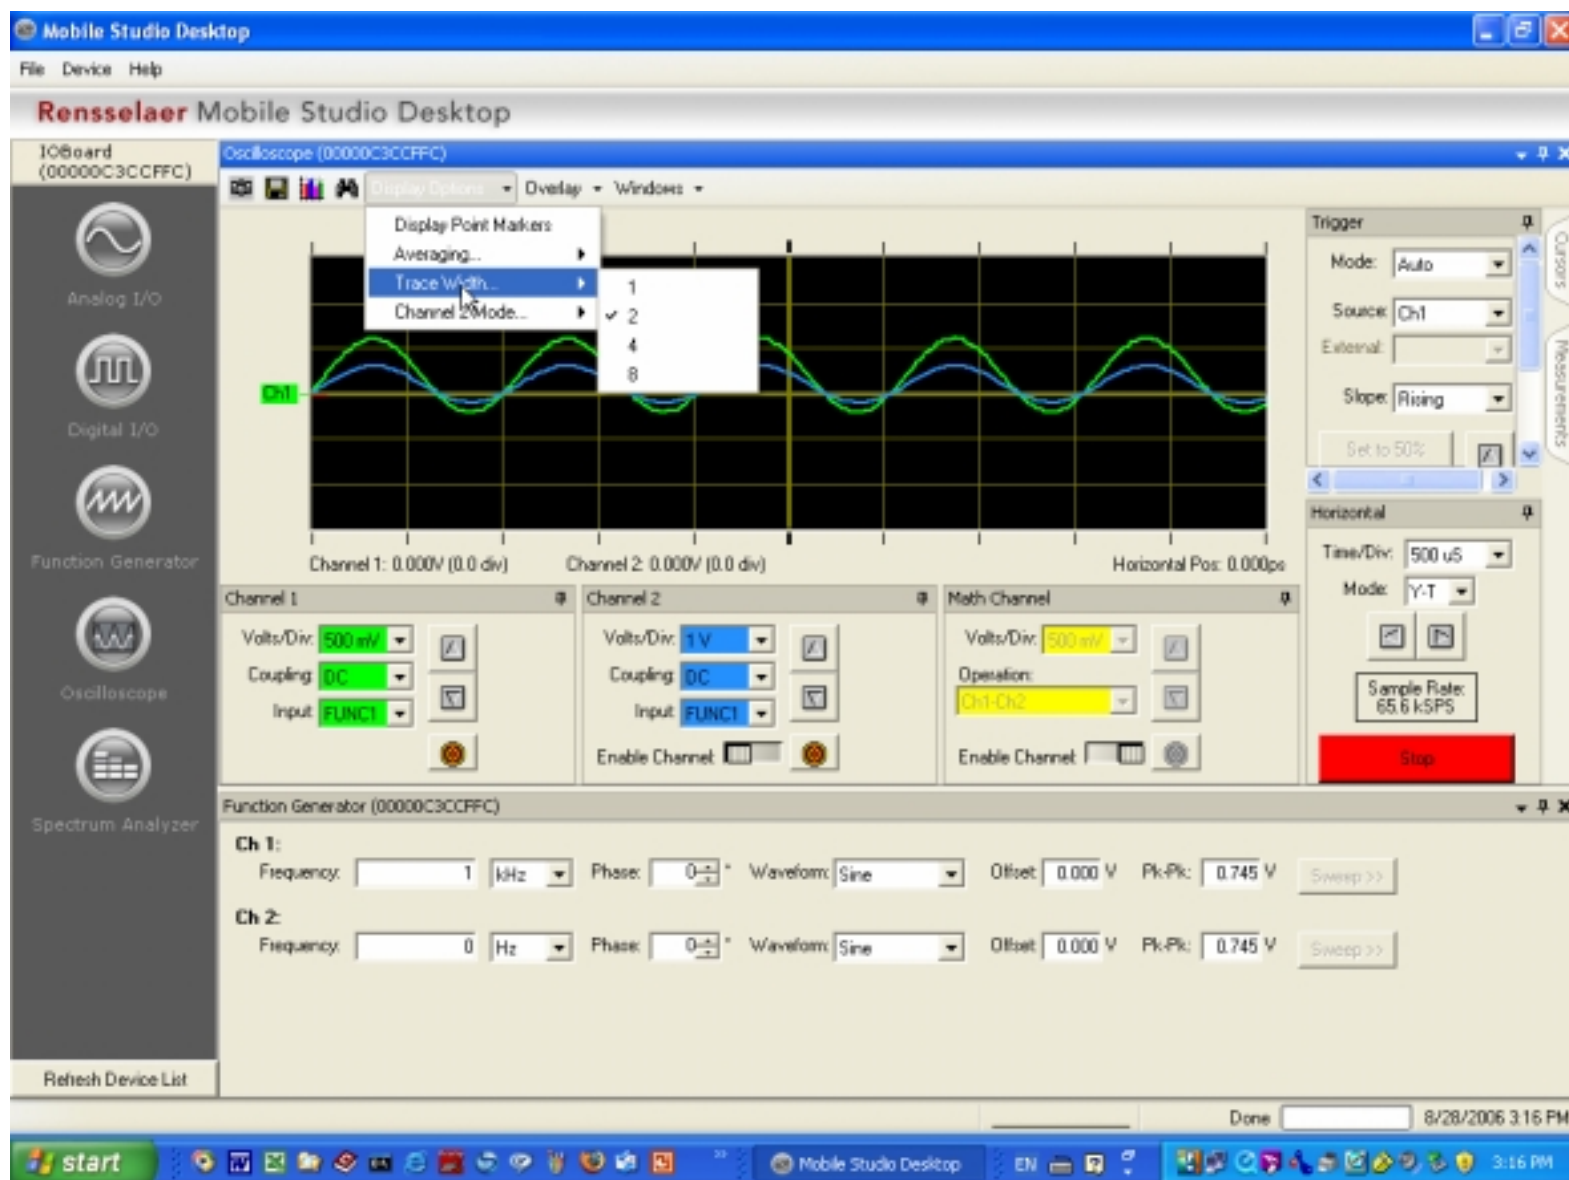 Mobile Studio Desktop
File Device Help
Rensselaer Mobile Studio Desktop
IOBoard
(00000C3CCFFC)
Analog I/O
Digital I/O
Function Generator
Oscilloscope
Spectrum Analyzer
Refresh Device List
Oscilloscope (00000C3CCFFC)
Display Options Overlay Windows
Display Point Markers
Averaging...
Trace Width...
Channel 2 Mode...
1
2
4
8
Ch1
Channel 1: 0.000V (0.0 div) Channel 2: 0.000V (0.0 div) Horizontal Pos: 0.000ps
Trigger
Mode: Auto
Source: Ch1
External:
Slope: Rising
Set to 50%
Cursors
Measurements
Horizontal
Time/Div: 500 uS
Mode: Y-T
Sample Rate:
65.6 kSPS
Stop
Channel 1
Volts/Div: 500 mV
Coupling: DC
Input: FUNC1
Channel 2
Volts/Div: 1 V
Coupling: DC
Input: FUNC1
Enable Channel:
Math Channel
Volts/Div: 500 mV
Operation:
Ch1-Ch2
Enable Channel:
Function Generator (00000C3CCFFC)
Ch 1:
Frequency: 1 kHz Phase: 0 ° Waveform: Sine Offset: 0.000 V Pk-Pk: 0.745 V Sweep >>
Ch 2:
Frequency: 0 Hz Phase: 0 ° Waveform: Sine Offset: 0.000 V Pk-Pk: 0.745 V Sweep >>
Done 8/28/2006 3:16 PM
start Mobile Studio Desktop EN 3:16 PM